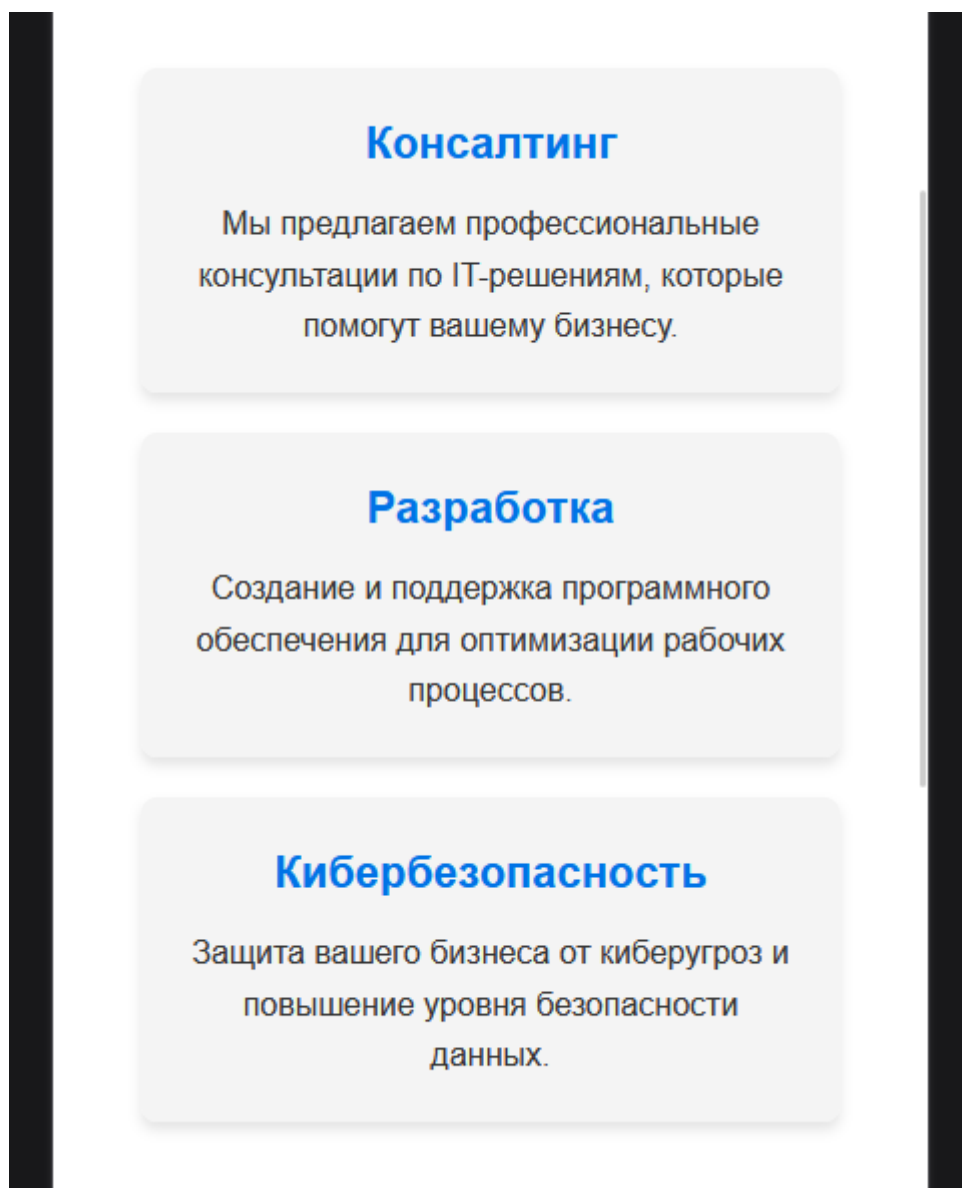 Консалтинг
Мы предлагаем профессиональные
консультации по IT-решениям, которые
помогут вашему бизнесу.
Разработка
Создание и поддержка программного
обеспечения для оптимизации рабочих
процессов.
Кибербезопасность
Защита вашего бизнеса от киберугроз и
повышение уровня безопасности
данных.